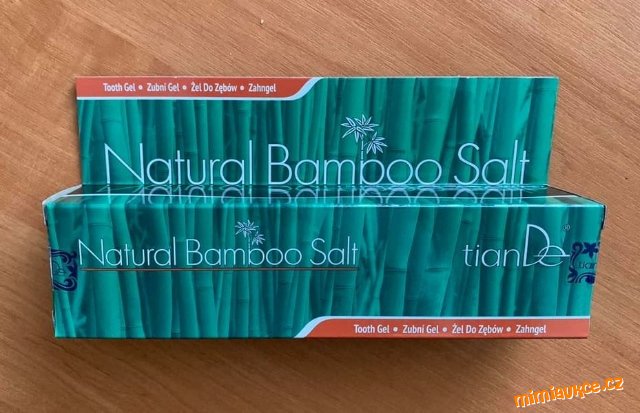 Tooth Gel • Zubní Gel • Żel Do Zębów • Zahngel
Natural Bamboo Salt
Natural Bamboo Salt
tianDe®
Tooth Gel • Zubní Gel • Żel Do Zębów • Zahngel
mimiaukce.cz